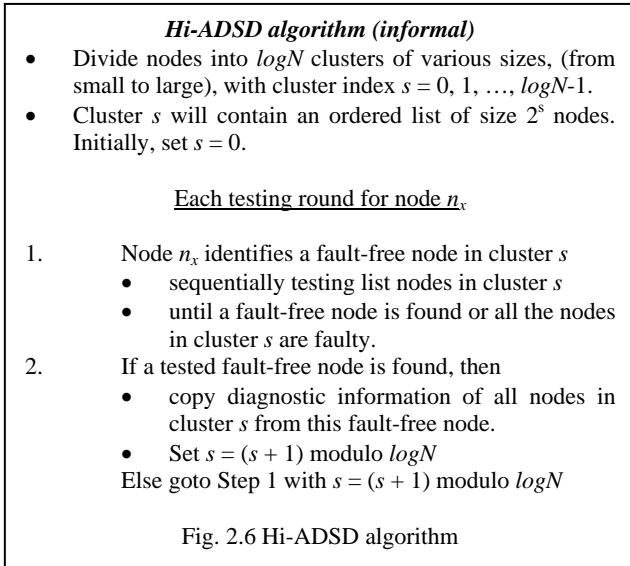 Hi-ADSD algorithm (informal)
• Divide nodes into logN clusters of various sizes, (from
small to large), with cluster index s = 0, 1, …, logN-1.
• Cluster s will contain an ordered list of size 2ˢ nodes.
Initially, set s = 0.
Each testing round for node nₓ
1. Node nₓ identifies a fault-free node in cluster s
• sequentially testing list nodes in cluster s
• until a fault-free node is found or all the nodes
in cluster s are faulty.
2. If a tested fault-free node is found, then
• copy diagnostic information of all nodes in
cluster s from this fault-free node.
• Set s = (s + 1) modulo logN
Else goto Step 1 with s = (s + 1) modulo logN
Fig. 2.6 Hi-ADSD algorithm